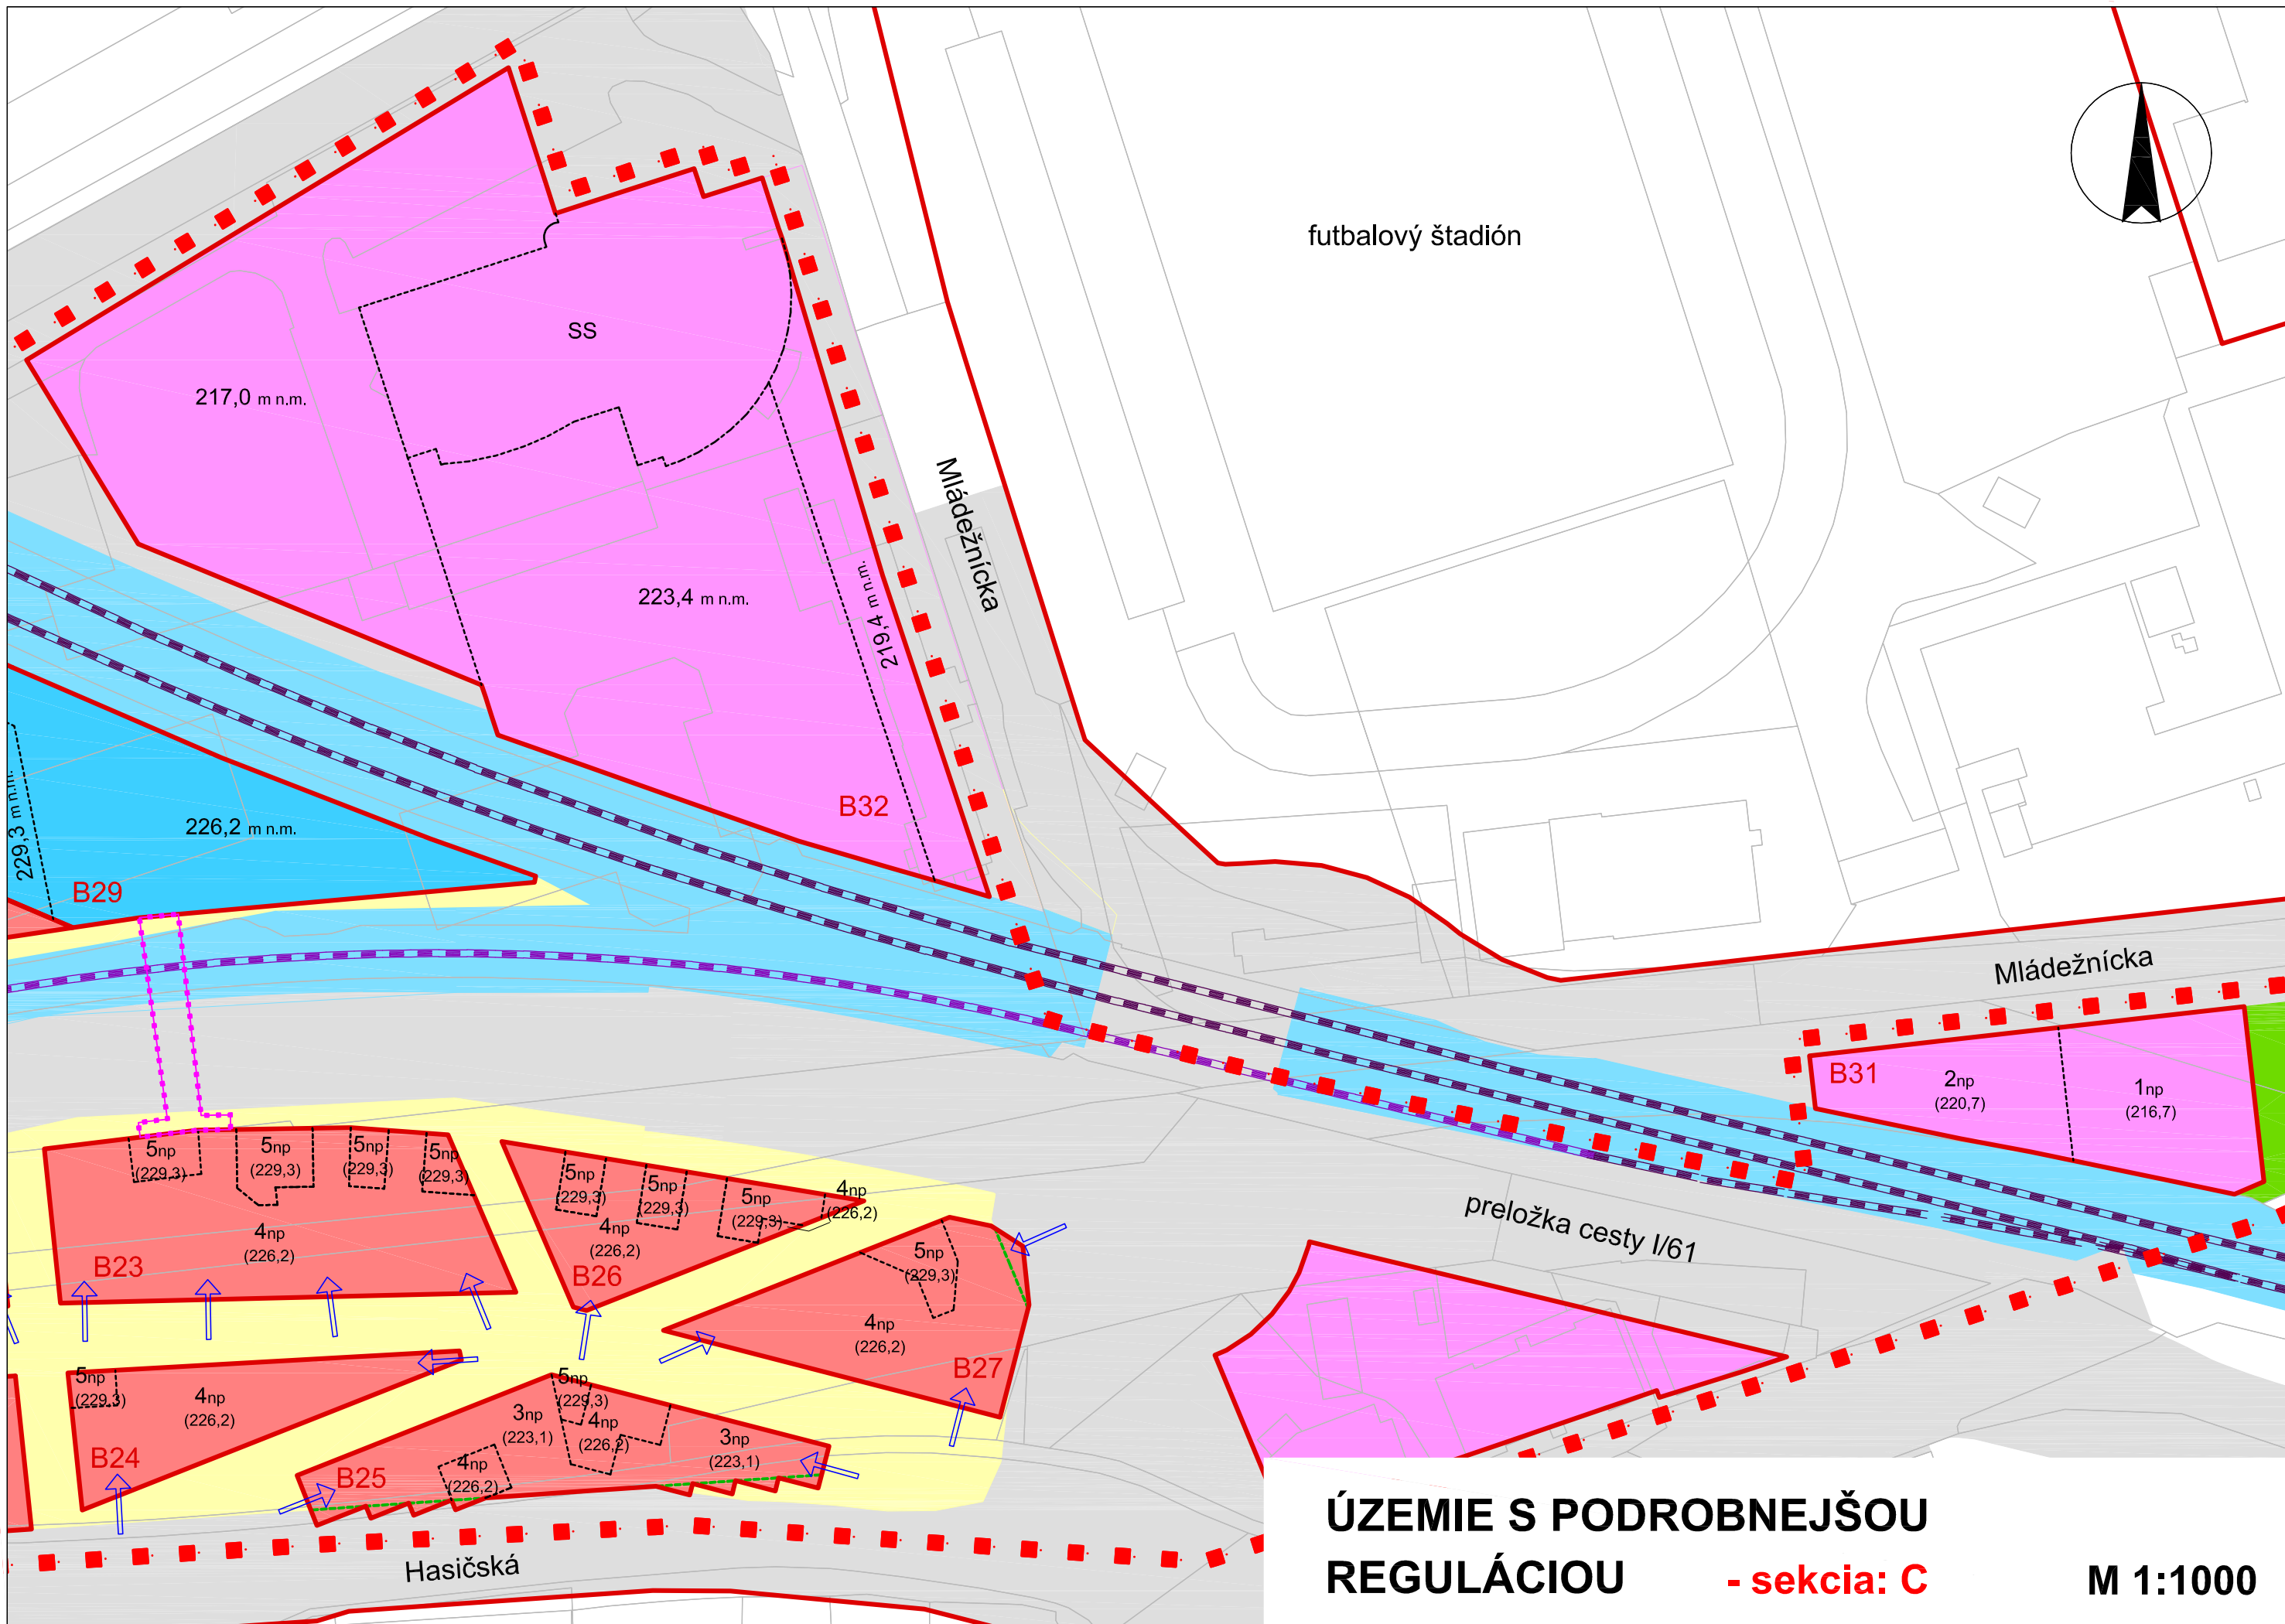 futbalový štadión
SS
217,0 m n.m.
Mládežnícka
223,4 m n.m.
219,4 m n.m.
B32
226,2 m n.m.
229,3 m n.m.
B29
Mládežnícka
B31
2np
(220,7)
1np
(216,7)
5np
(229,3)
5np
(229,3)
5np
(229,3)
5np
(229,3)
4np
(226,2)
B23
5np
(229,3)
5np
(229,3)
5np
(229,3)
4np
(226,2)
4np
(226,2)
B26
preložka cesty I/61
5np
(229,3)
4np
(226,2)
B27
5np
(229,3)
4np
(226,2)
B24
5np
(229,3)
3np
(223,1)
4np
(226,2)
3np
(223,1)
4np
(226,2)
B25
Hasičská
ÚZEMIE S PODROBNEJŠOU
REGULÁCIOU - sekcia: C M 1:1000